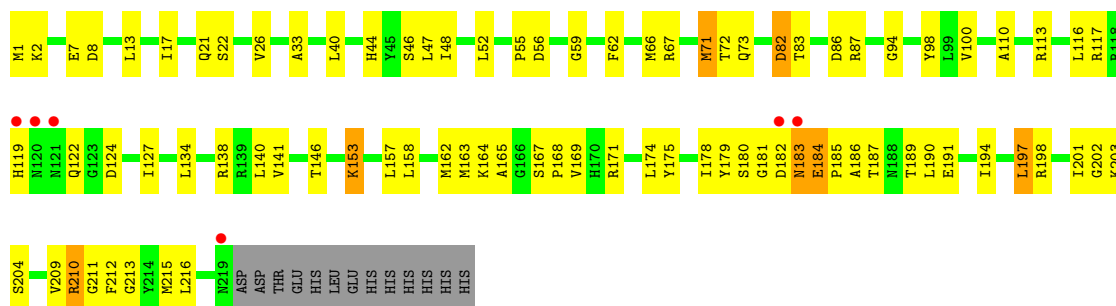 M1 K2 E7 D8 L13 I17 Q21 S22 V26 A33 L40 H44 Y45 S46 L47 I48 L52 P55 D56 G59 F62 M66 R67 M71 T72 Q73 D82 T83 D86 R87 G94 Y98 L99 V100 A110 R113 L116 R117 R118
H119 N120 N121 Q122 G123 D124 I127 L134 R138 R139 L140 V141 T146 K153 L157 L158 M162 M163 K164 A165 G166 S167 P168 V169 H170 R171 L174 Y175 I178 Y179 S180 G181 D182 N183 E184 P185 A186 T187 N188 T189 L190 E191 I194 L197 R198 I201 G202 K203
S204 V209 R210 G211 F212 G213 Y214 M215 L216 N219 ASP ASP THR GLU HIS LEU GLU HIS HIS HIS HIS HIS